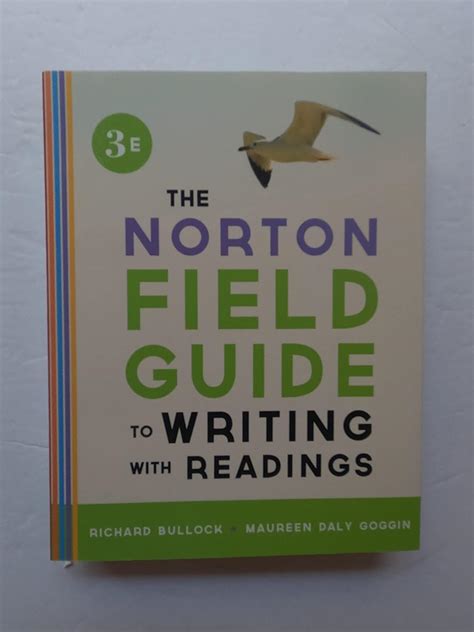 3E
THE
NORTON
FIELD
GUIDE
TO WRITING
WITH READINGS
RICHARD BULLOCK ★ MAUREEN DALY GOGGIN